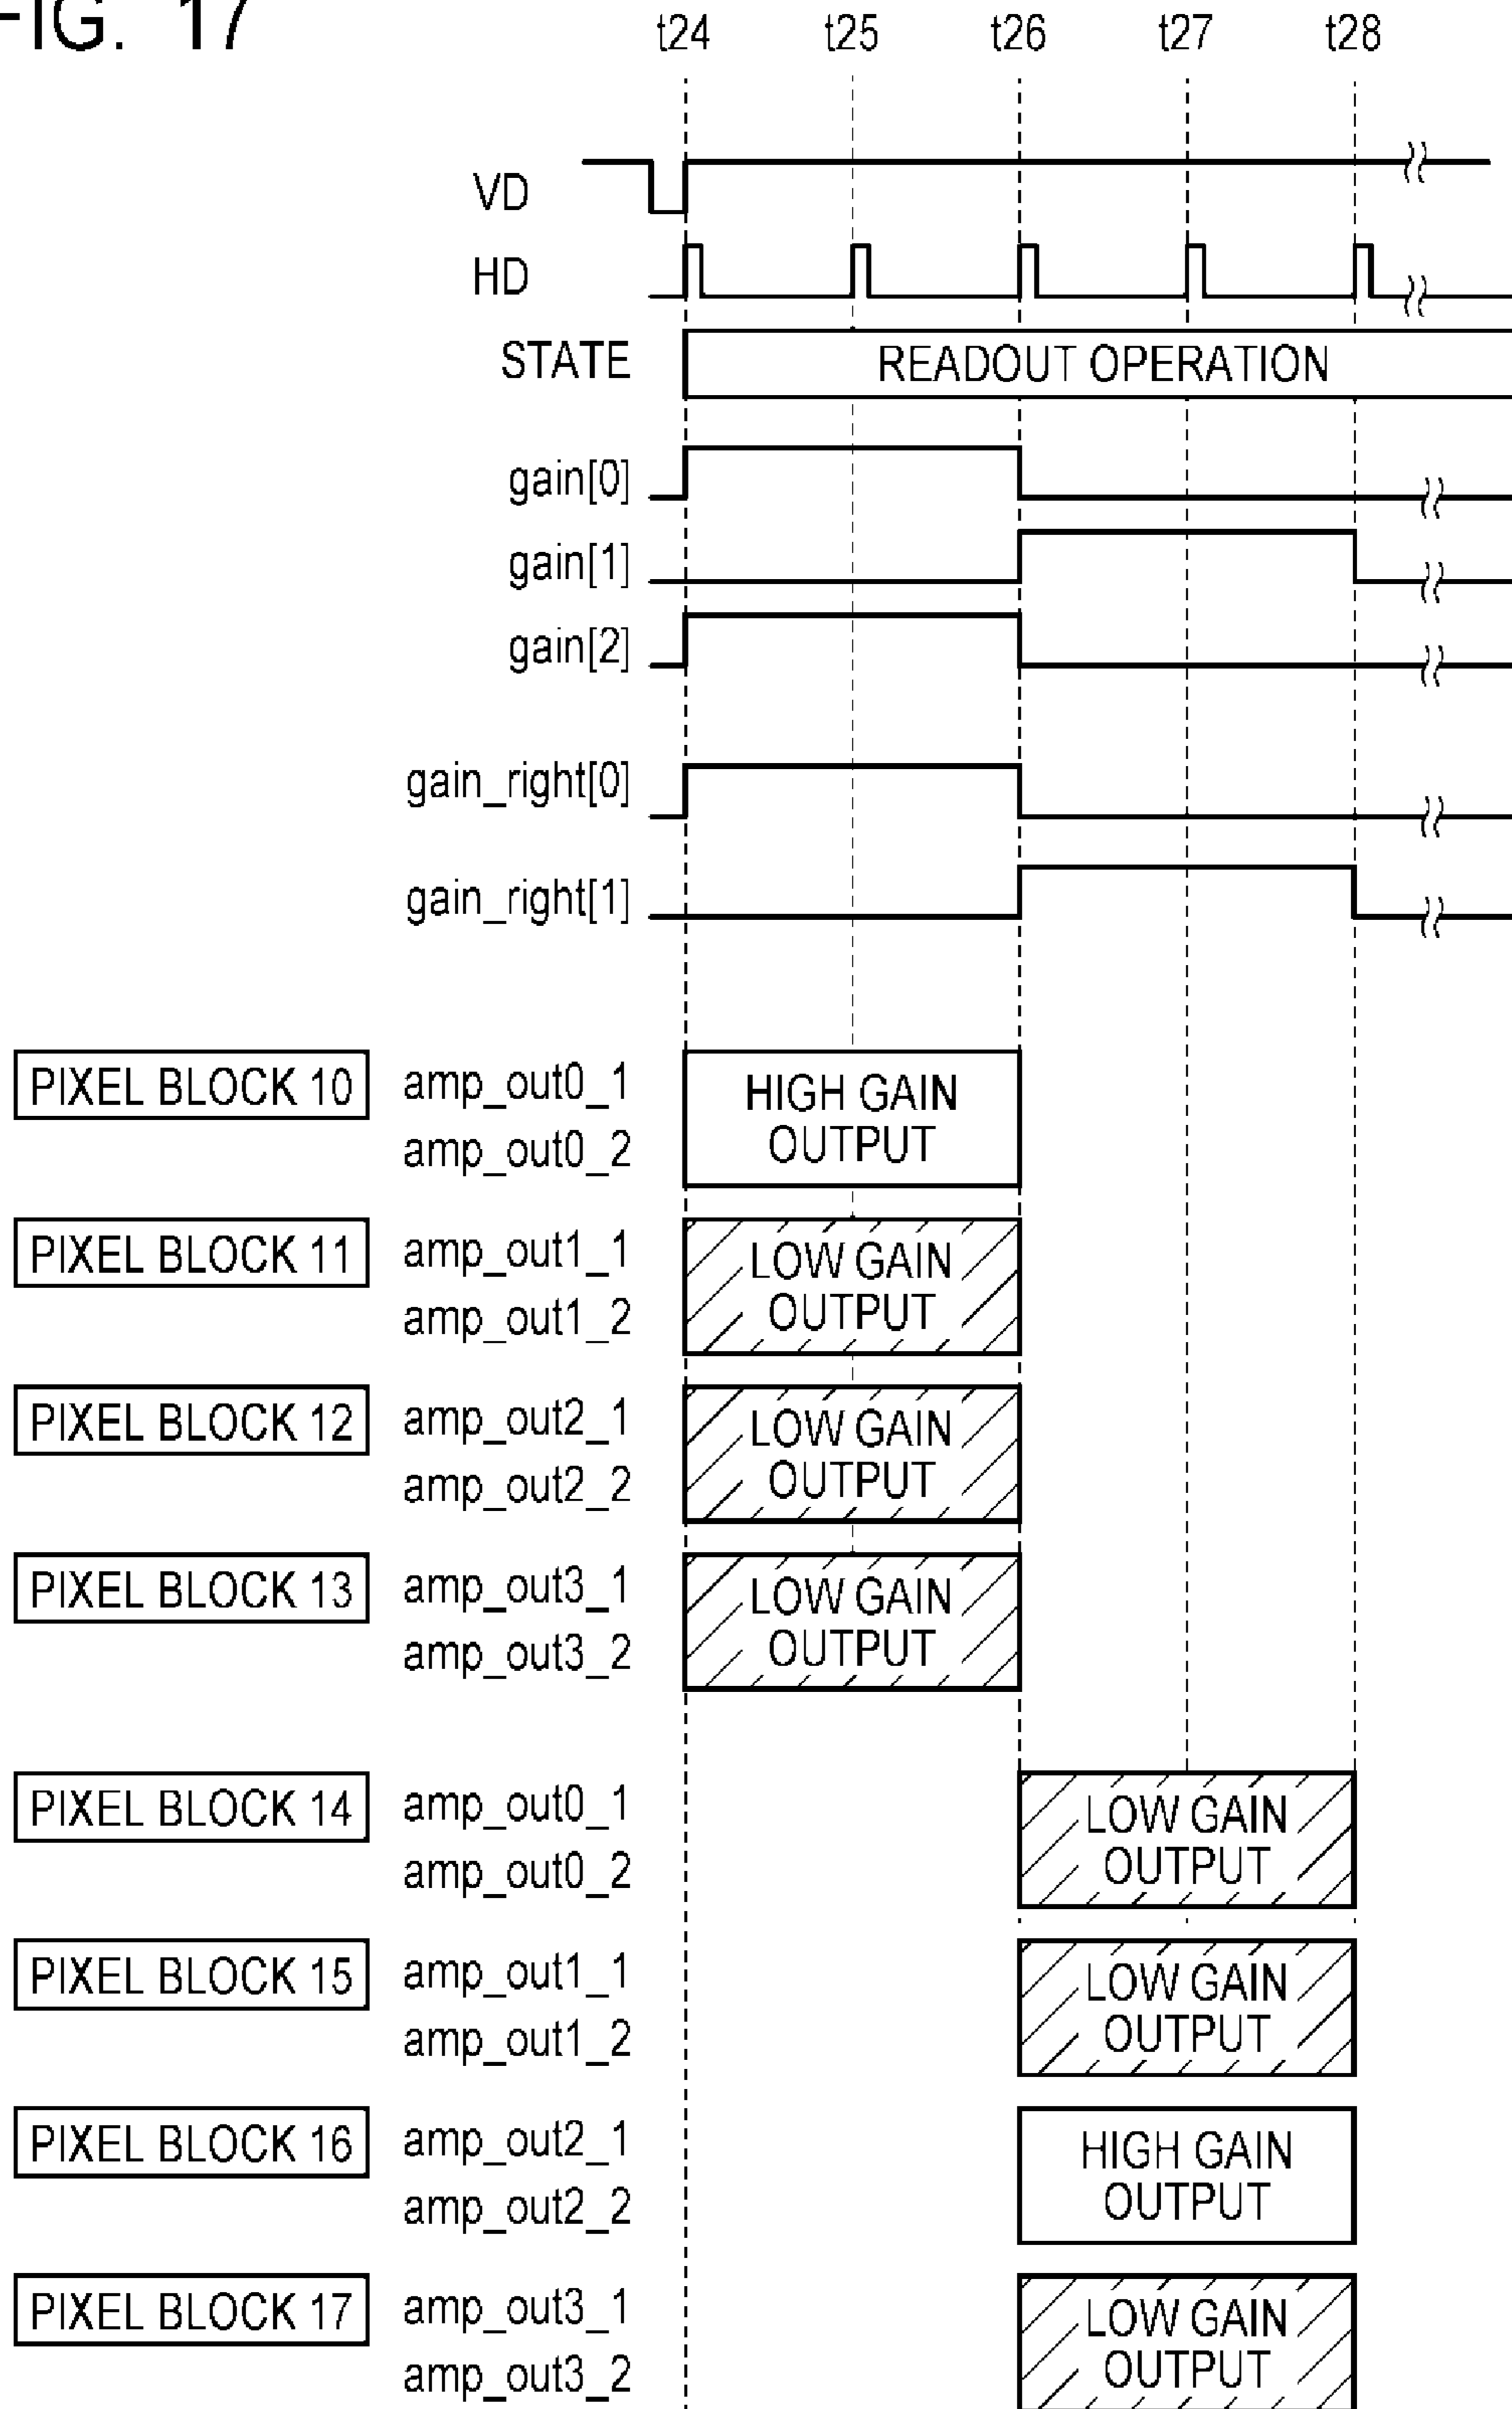 FIG. 17
t24 t25 t26 t27 t28
VD
HD
STATE READOUT OPERATION
gain[0]
gain[1]
gain[2]
gain_right[0]
gain_right[1]
PIXEL BLOCK 10 amp_out0_1 HIGH GAIN
amp_out0_2 OUTPUT
PIXEL BLOCK 11 amp_out1_1 LOW GAIN
amp_out1_2 OUTPUT
PIXEL BLOCK 12 amp_out2_1 LOW GAIN
amp_out2_2 OUTPUT
PIXEL BLOCK 13 amp_out3_1 LOW GAIN
amp_out3_2 OUTPUT
PIXEL BLOCK 14 amp_out0_1 LOW GAIN
amp_out0_2 OUTPUT
PIXEL BLOCK 15 amp_out1_1 LOW GAIN
amp_out1_2 OUTPUT
PIXEL BLOCK 16 amp_out2_1 HIGH GAIN
amp_out2_2 OUTPUT
PIXEL BLOCK 17 amp_out3_1 LOW GAIN
amp_out3_2 OUTPUT